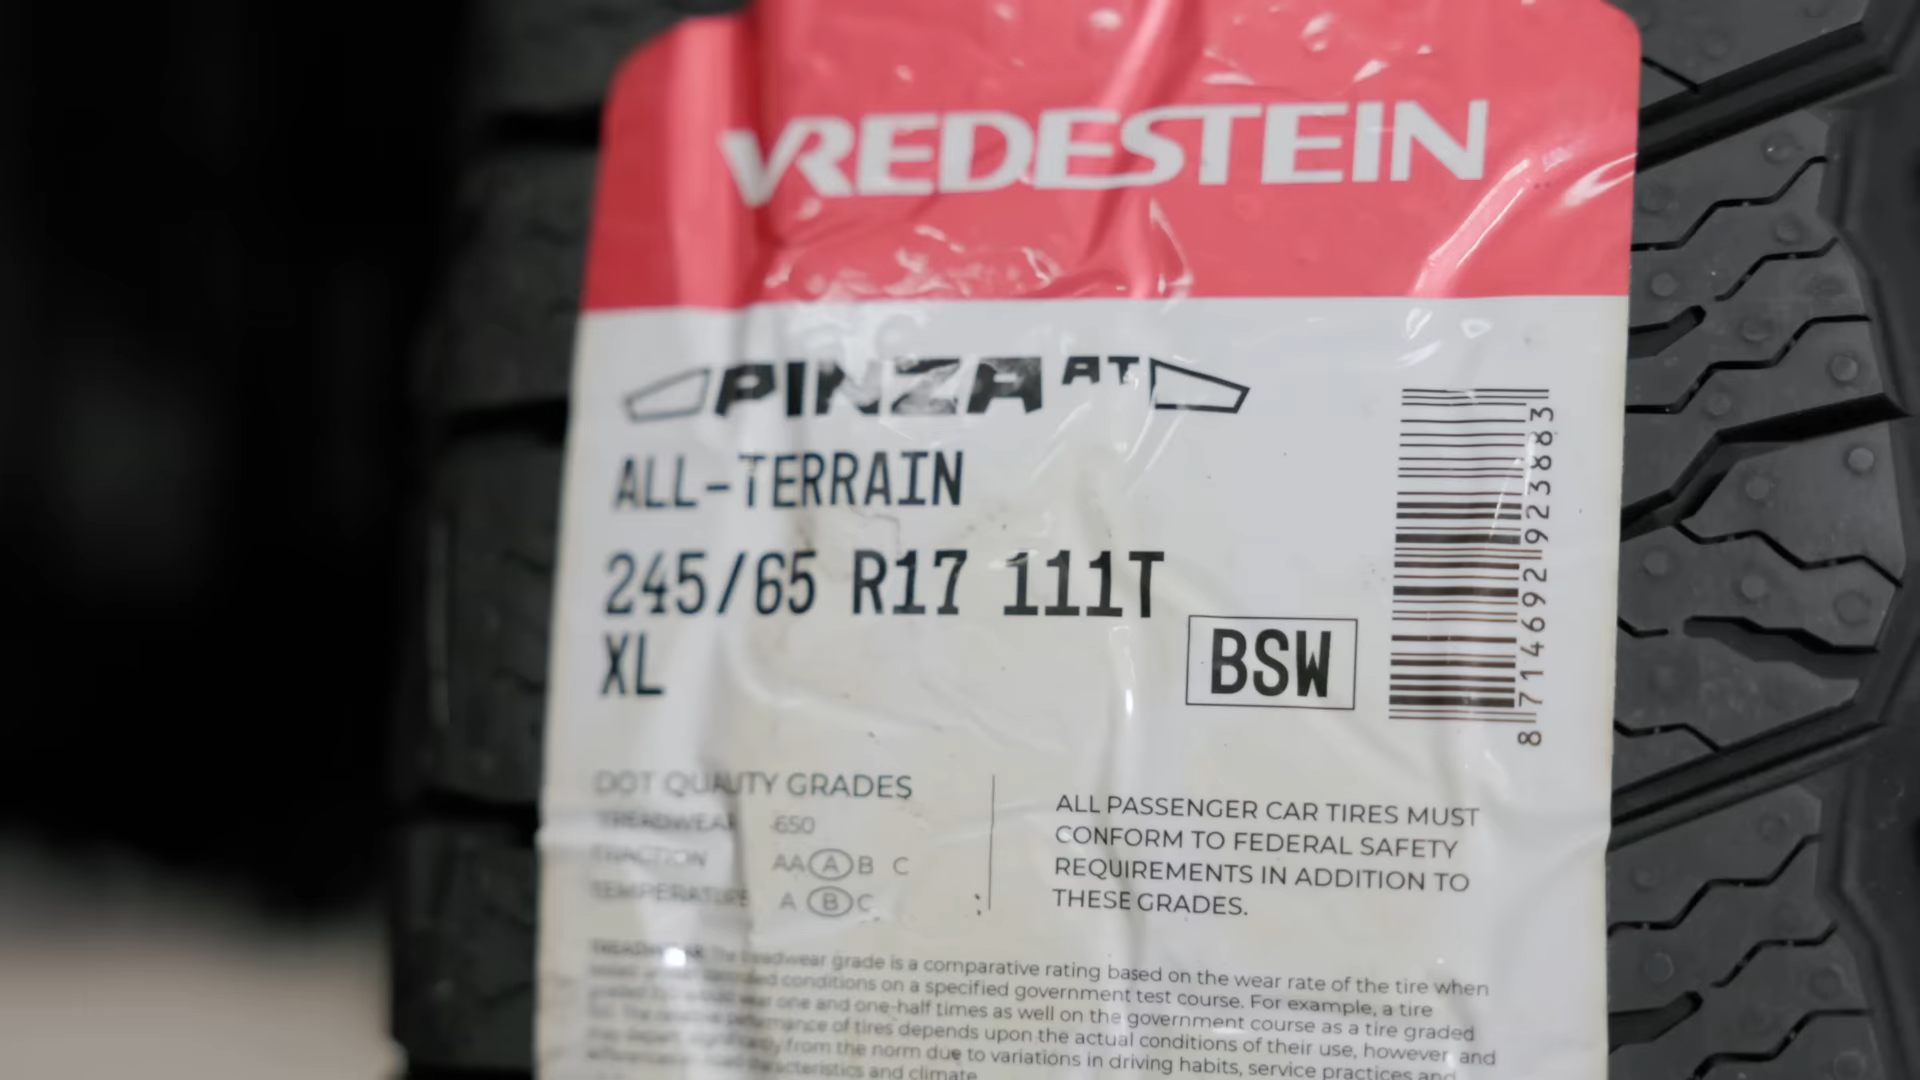 VREDESTEIN
PINZA AT
ALL-TERRAIN
245/65 R17 111T
XL
BSW
8 714692 923883
DOT QUALITY GRADES
TREADWEAR 650
TRACTION AA A B C
TEMPERATURE A B C
ALL PASSENGER CAR TIRES MUST
CONFORM TO FEDERAL SAFETY
REQUIREMENTS IN ADDITION TO
THESE GRADES.
TREADWEAR The treadwear grade is a comparative rating based on the wear rate of the tire when
conditions on a specified government test course. For example, a tire
one and one-half times as well on the government course as a tire graded
performance of tires depends upon the actual conditions of their use, however, and
from the norm due to variations in driving habits, service practices and
characteristics and climate.